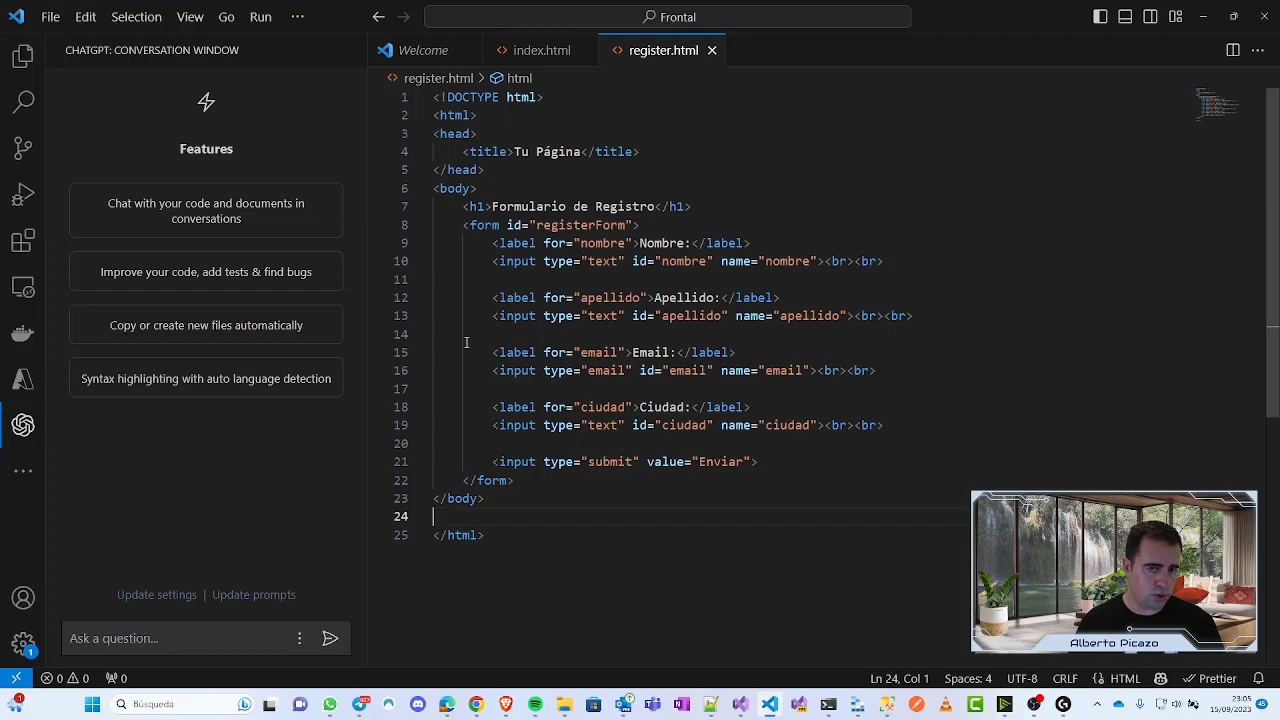 File Edit Selection View Go Run ···
Frontal
CHATGPT: CONVERSATION WINDOW
Features
Chat with your code and documents in
conversations
Improve your code, add tests & find bugs
Copy or create new files automatically
Syntax highlighting with auto language detection
Update settings | Update prompts
Ask a question...
Welcome
index.html
register.html
register.html > html
1 <!DOCTYPE html>
2 <html>
3 <head>
4 <title>Tu Página</title>
5 </head>
6 <body>
7 <h1>Formulario de Registro</h1>
8 <form id="registerForm">
9 <label for="nombre">Nombre:</label>
10 <input type="text" id="nombre" name="nombre"><br><br>
11
12 <label for="apellido">Apellido:</label>
13 <input type="text" id="apellido" name="apellido"><br><br>
14
15 <label for="email">Email:</label>
16 <input type="email" id="email" name="email"><br><br>
17
18 <label for="ciudad">Ciudad:</label>
19 <input type="text" id="ciudad" name="ciudad"><br><br>
20
21 <input type="submit" value="Enviar">
22 </form>
23 </body>
24
25 </html>
Alberto Picazo
1
0 0 0
Ln 24, Col 1 Spaces: 4 UTF-8 CRLF HTML Prettier
Búsqueda
23:05
15/09/2023